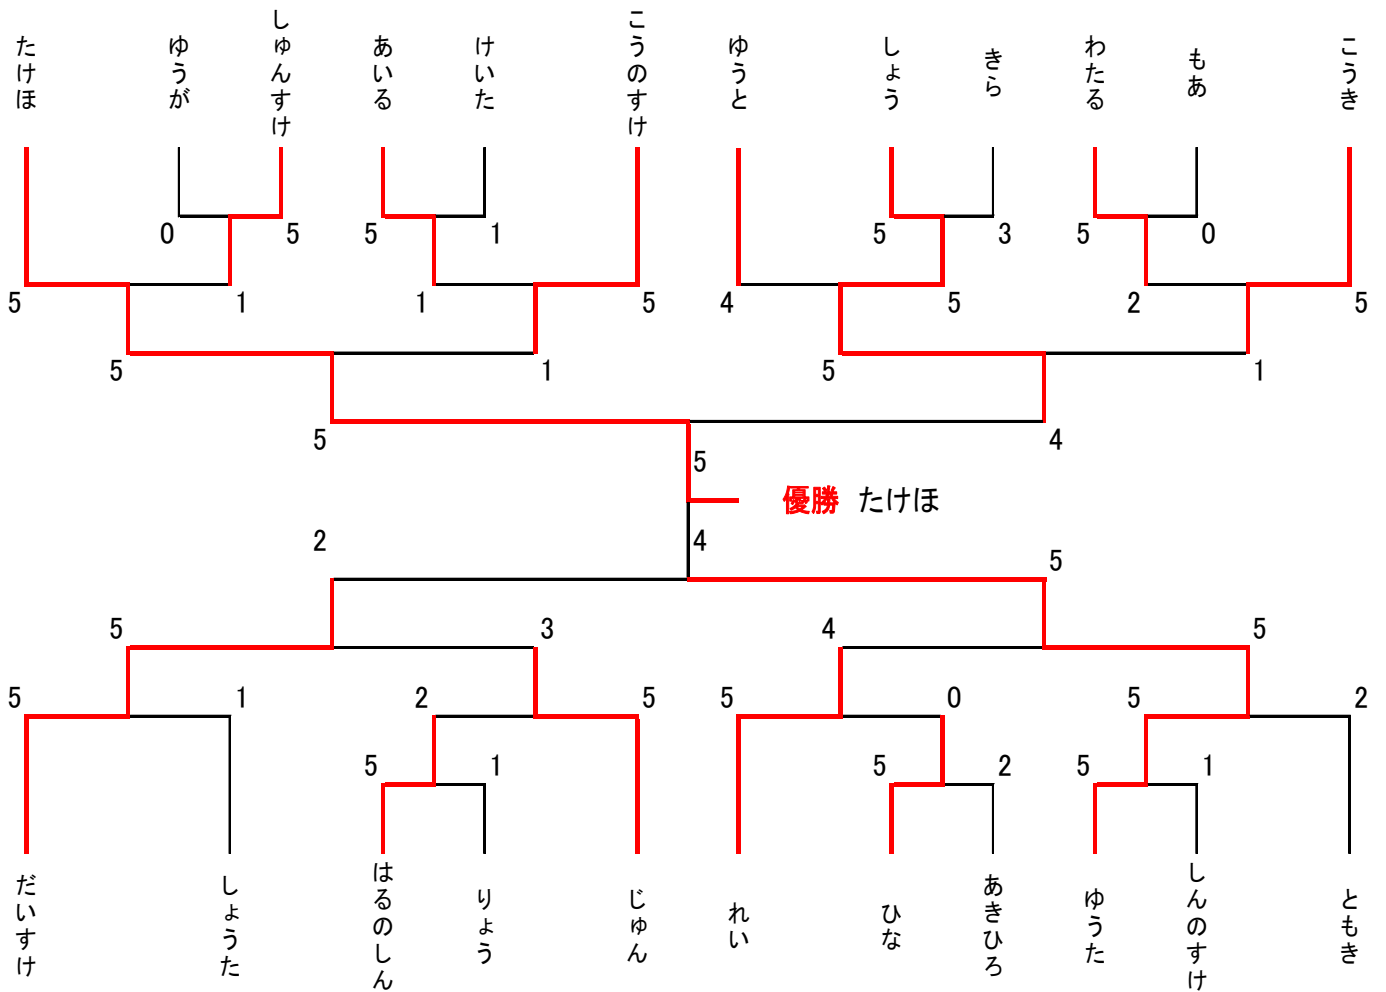 たけほ
ゆうが
しゅんすけ
あいる
けいた
こうのすけ
ゆうと
しょう
きら
わたる
もあ
こうき
0 5 5 1 5 3 5 0
5 1 1 5 4 5 2 5
5 1 5 1
5 4
5
優勝 たけほ
4
2 5
5 3 4 5
5 1 2 5 5 0 5 2
5 1 5 2 5 1
だいすけ
しょうた
はるのしん
りょう
じゅん
れい
ひな
あきひろ
ゆうた
しんのすけ
ともき